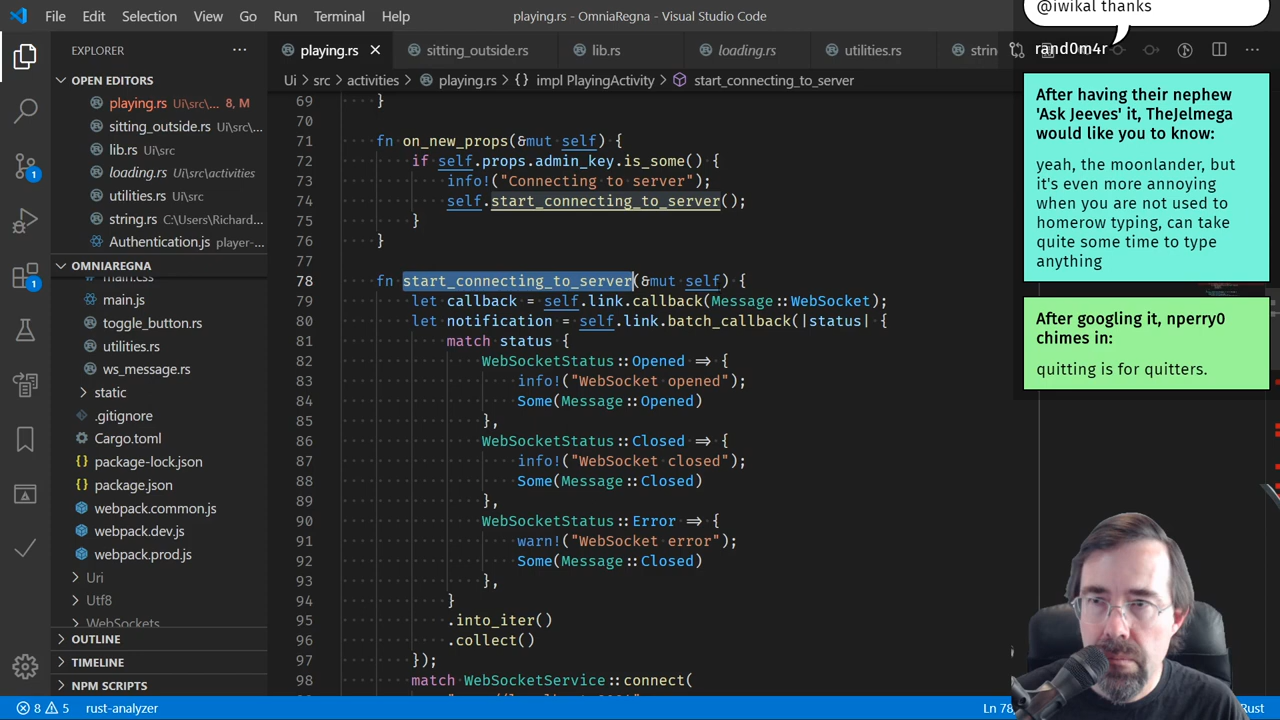 File Edit Selection View Go Run Terminal Help
playing.rs - OmniaRegna - Visual Studio Code
@iwikal thanks
rand0m4r
EXPLORER
playing.rs
sitting_outside.rs
lib.rs
loading.rs
utilities.rs
Ui > src > activities > playing.rs > {} impl PlayingActivity > start_connecting_to_server
OPEN EDITORS
playing.rs Ui\src\... 8, M
sitting_outside.rs Ui\src\...
lib.rs Ui\src
loading.rs Ui\src\activities
utilities.rs Ui\src
string.rs C:\Users\Richard...
Authentication.js player-...
OMNIAREGNA
main.css
main.js
toggle_button.rs
utilities.rs
ws_message.rs
static
.gitignore
Cargo.toml
package-lock.json
package.json
webpack.common.js
webpack.dev.js
webpack.prod.js
Uri
Utf8
WebSockets
OUTLINE
TIMELINE
NPM SCRIPTS
1
1
69 }
70
71 fn on_new_props(&mut self) {
72 if self.props.admin_key.is_some() {
73 info!("Connecting to server");
74 self.start_connecting_to_server();
75 }
76 }
77
78 fn start_connecting_to_server(&mut self) {
79 let callback = self.link.callback(Message::WebSocket);
80 let notification = self.link.batch_callback(|status| {
81 match status {
82 WebSocketStatus::Opened => {
83 info!("WebSocket opened");
84 Some(Message::Opened)
85 },
86 WebSocketStatus::Closed => {
87 info!("WebSocket closed");
88 Some(Message::Closed)
89 },
90 WebSocketStatus::Error => {
91 warn!("WebSocket error");
92 Some(Message::Closed)
93 },
94 }
95 .into_iter()
96 .collect()
97 });
98 match WebSocketService::connect(
After having their nephew
'Ask Jeeves' it, TheJelmega
would like you to know:
yeah, the moonlander, but
it's even more annoying
when you are not used to
homerow typing, can take
quite some time to type
anything
After googling it, nperry0
chimes in:
quitting is for quitters.
8 5 rust-analyzer
Ln 78,
Rust